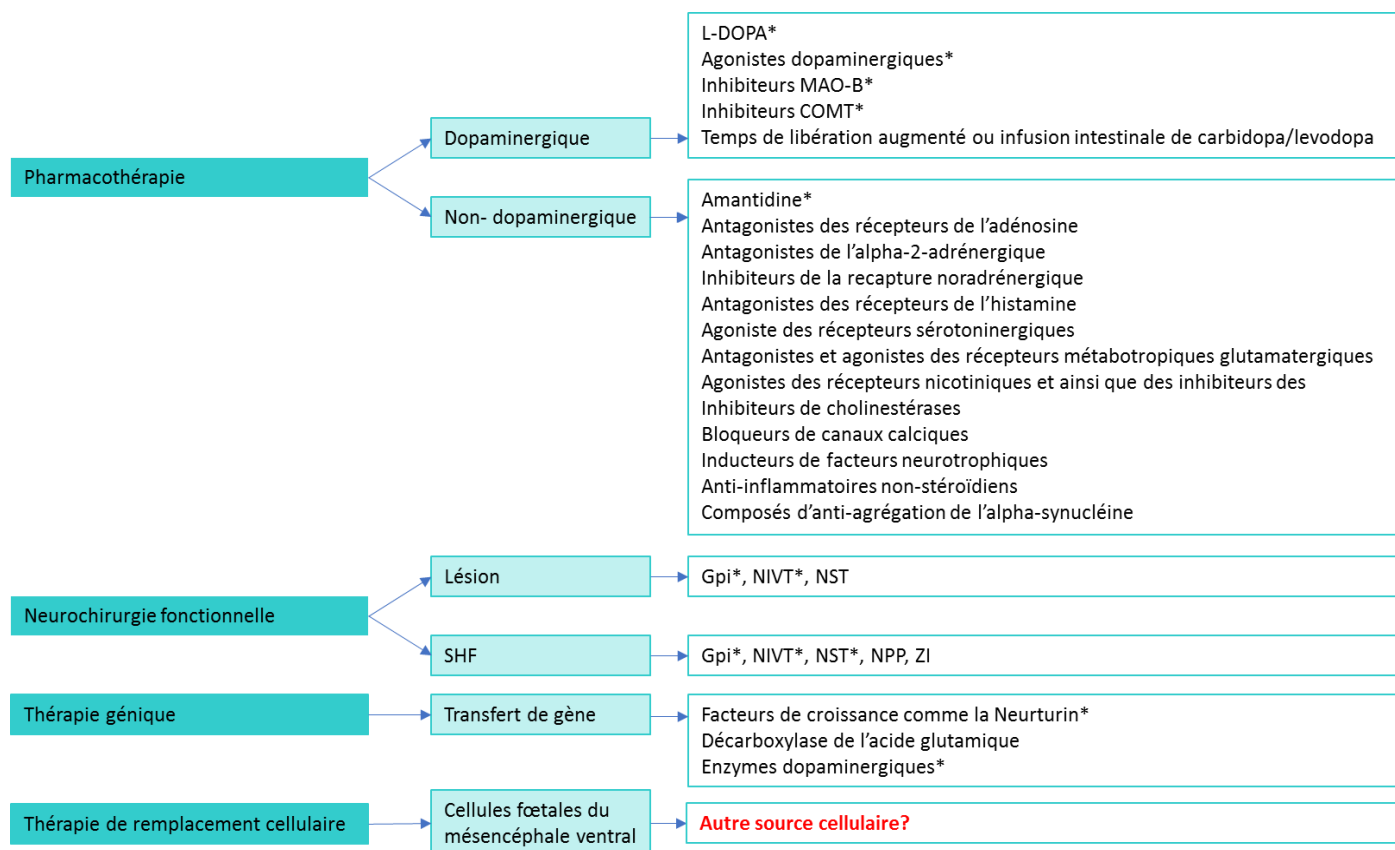 Pharmacothérapie
Dopaminergique
L-DOPA*
Agonistes dopaminergiques*
Inhibiteurs MAO-B*
Inhibiteurs COMT*
Temps de libération augmenté ou infusion intestinale de carbidopa/levodopa
Non- dopaminergique
Amantidine*
Antagonistes des récepteurs de l’adénosine
Antagonistes de l’alpha-2-adrénergique
Inhibiteurs de la recapture noradrénergique
Antagonistes des récepteurs de l’histamine
Agoniste des récepteurs sérotoninergiques
Antagonistes et agonistes des récepteurs métabotropiques glutamatergiques
Agonistes des récepteurs nicotiniques et ainsi que des inhibiteurs des
Inhibiteurs de cholinestérases
Bloqueurs de canaux calciques
Inducteurs de facteurs neurotrophiques
Anti-inflammatoires non-stéroïdiens
Composés d’anti-agrégation de l’alpha-synucléine
Neurochirurgie fonctionnelle
Lésion
Gpi*, NIVT*, NST
SHF
Gpi*, NIVT*, NST*, NPP, ZI
Thérapie génique
Transfert de gène
Facteurs de croissance comme la Neurturin*
Décarboxylase de l’acide glutamique
Enzymes dopaminergiques*
Thérapie de remplacement cellulaire
Cellules fœtales du
mésencéphale ventral
Autre source cellulaire?